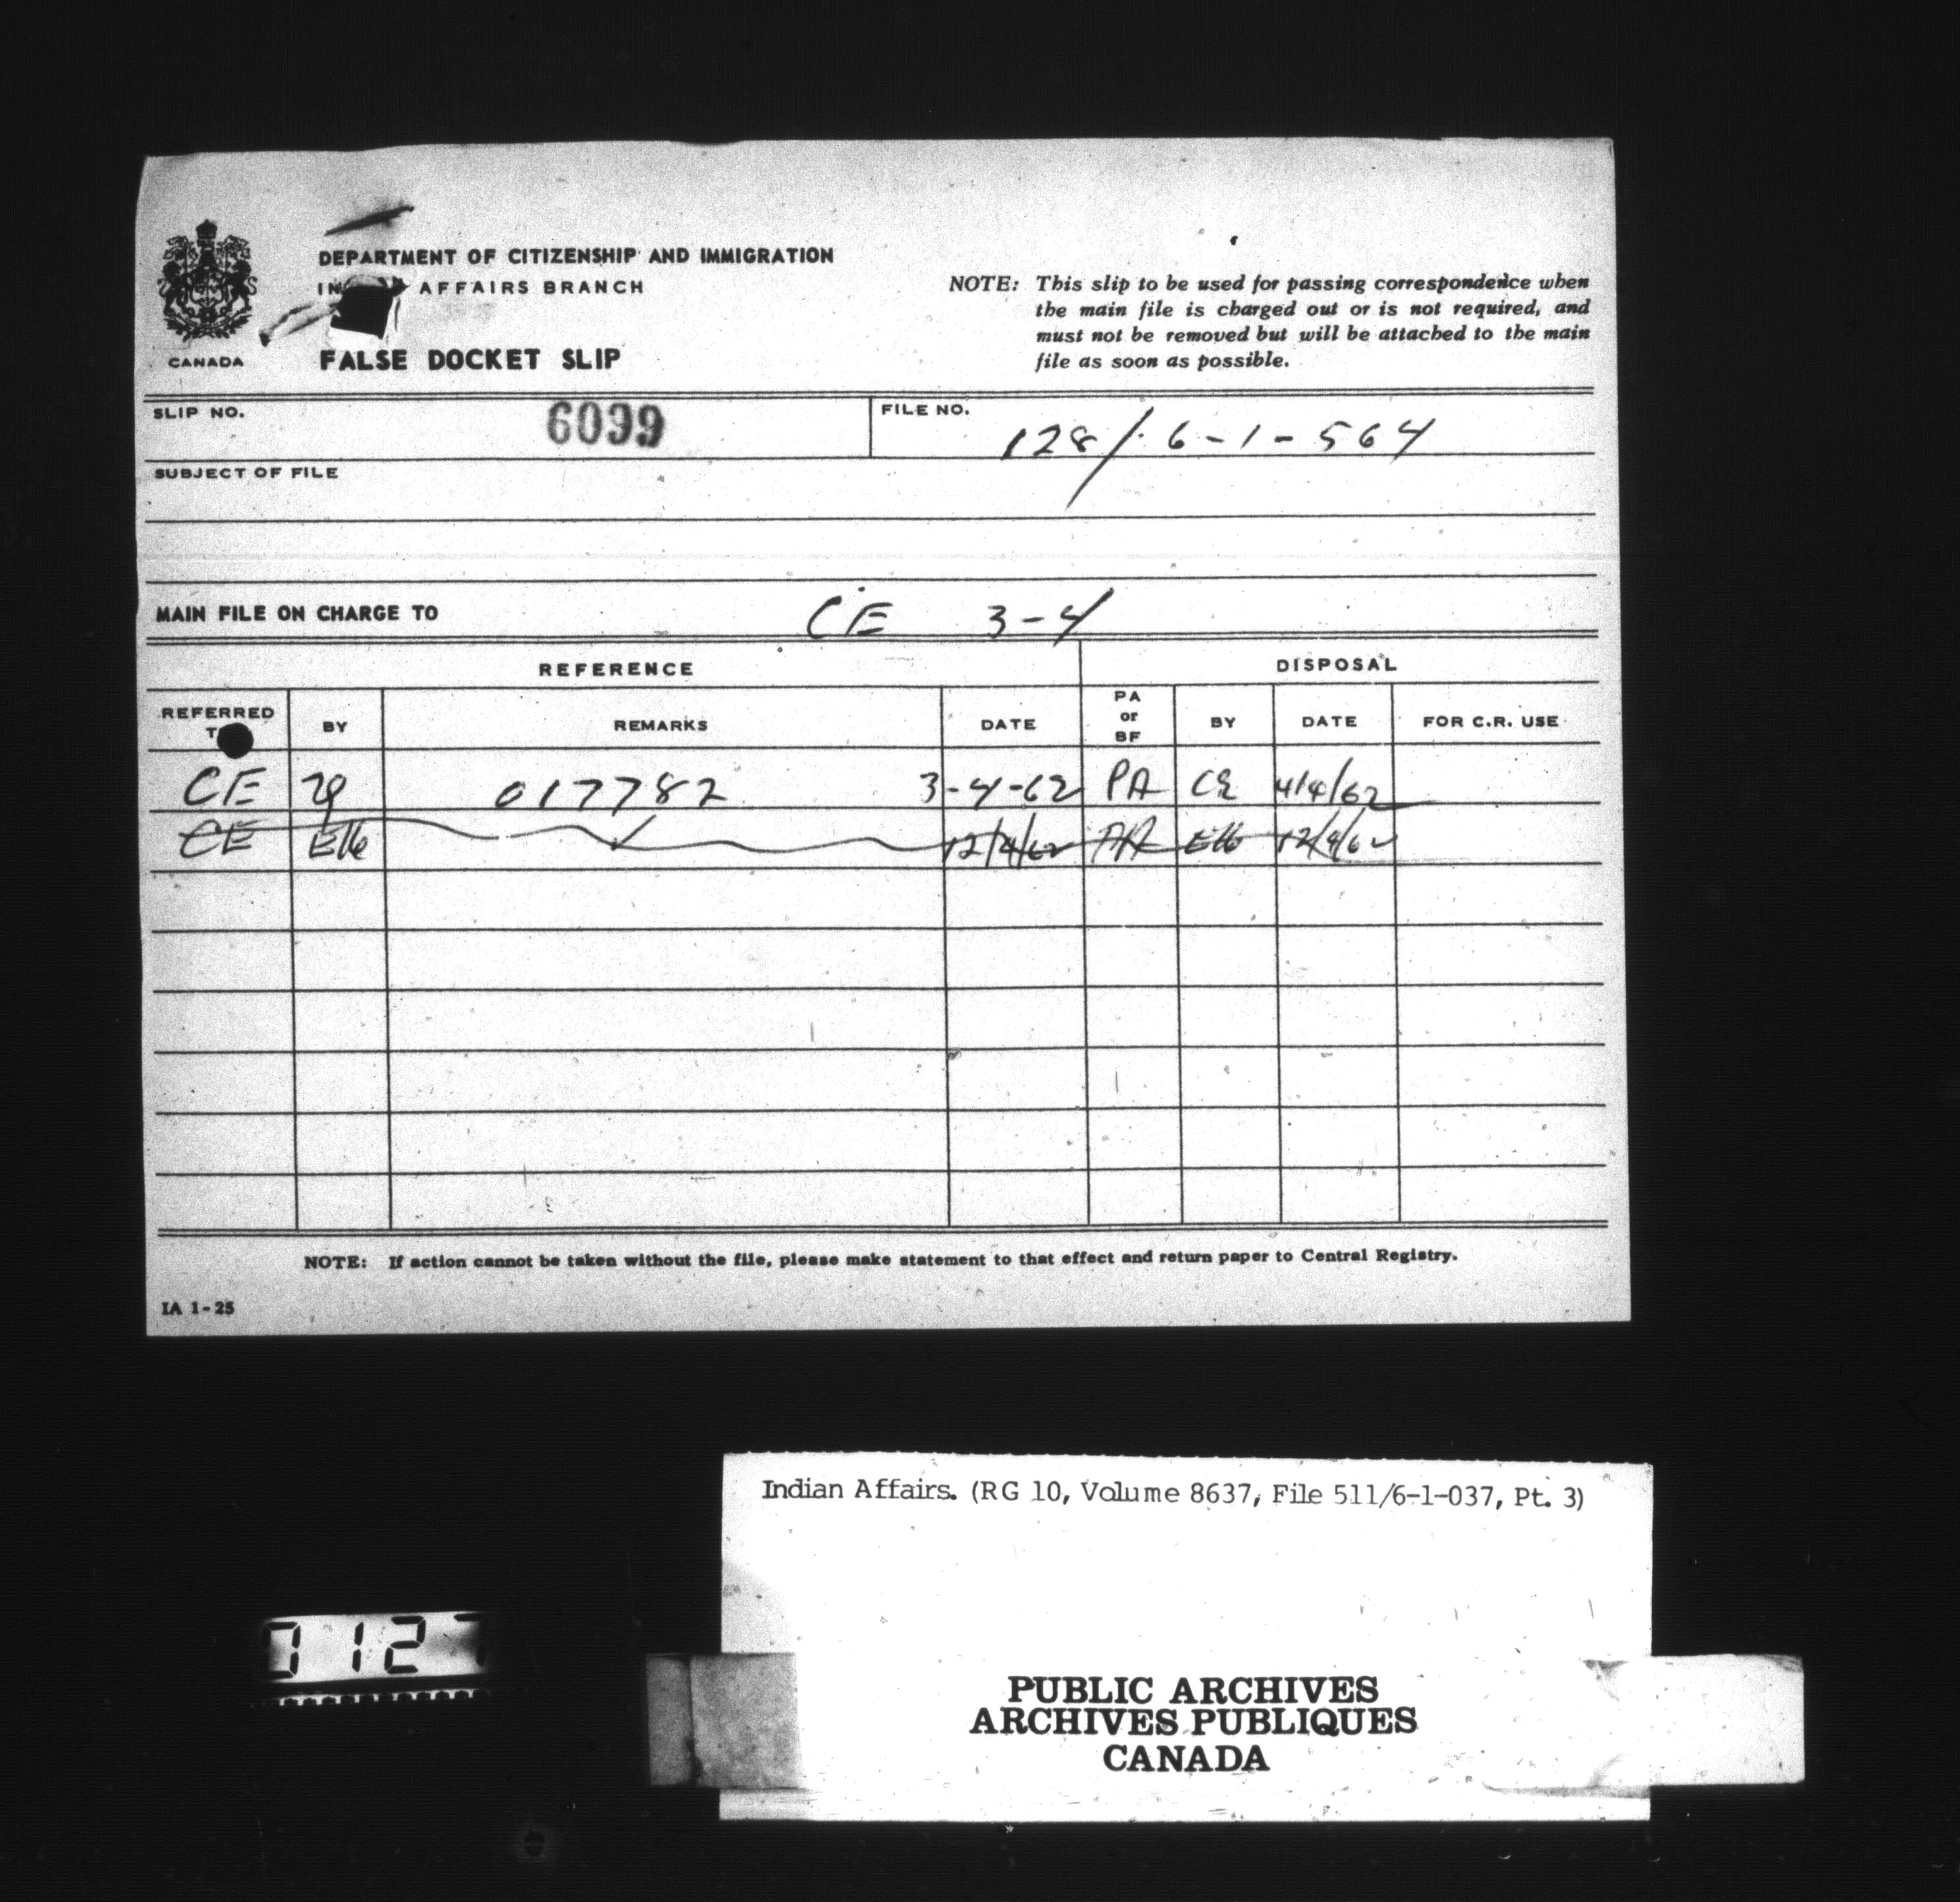 DEPARTMENT OF CITIZENSHIP AND IMMIGRATION
AFFAIRS BRANCH
CANADA
FALSE DOCKET SLIP
NOTE: This slip to be used for passing correspondence when
the main file is charged out or is not required, and
must not be removed but will be attached to the main
file as soon as possible.
SLIP NO. 6099
FILE NO. 128/6-1-564
SUBJECT OF FILE
MAIN FILE ON CHARGE TO CE 3-4
REFERENCE DISPOSAL
REFERRED BY REMARKS DATE PA or BF BY DATE FOR C.R. USE
CE 017782 3-4-62 PA CE 4/4/62
CE 12/4/62 PA 12/4/62
NOTE: If action cannot be taken without the file, please make statement to that effect and return paper to Central Registry.
IA 1-25
Indian Affairs. (RG 10, Volume 8637, File 511/6-1-037, Pt. 3)
0127
PUBLIC ARCHIVES
ARCHIVES PUBLIQUES
CANADA